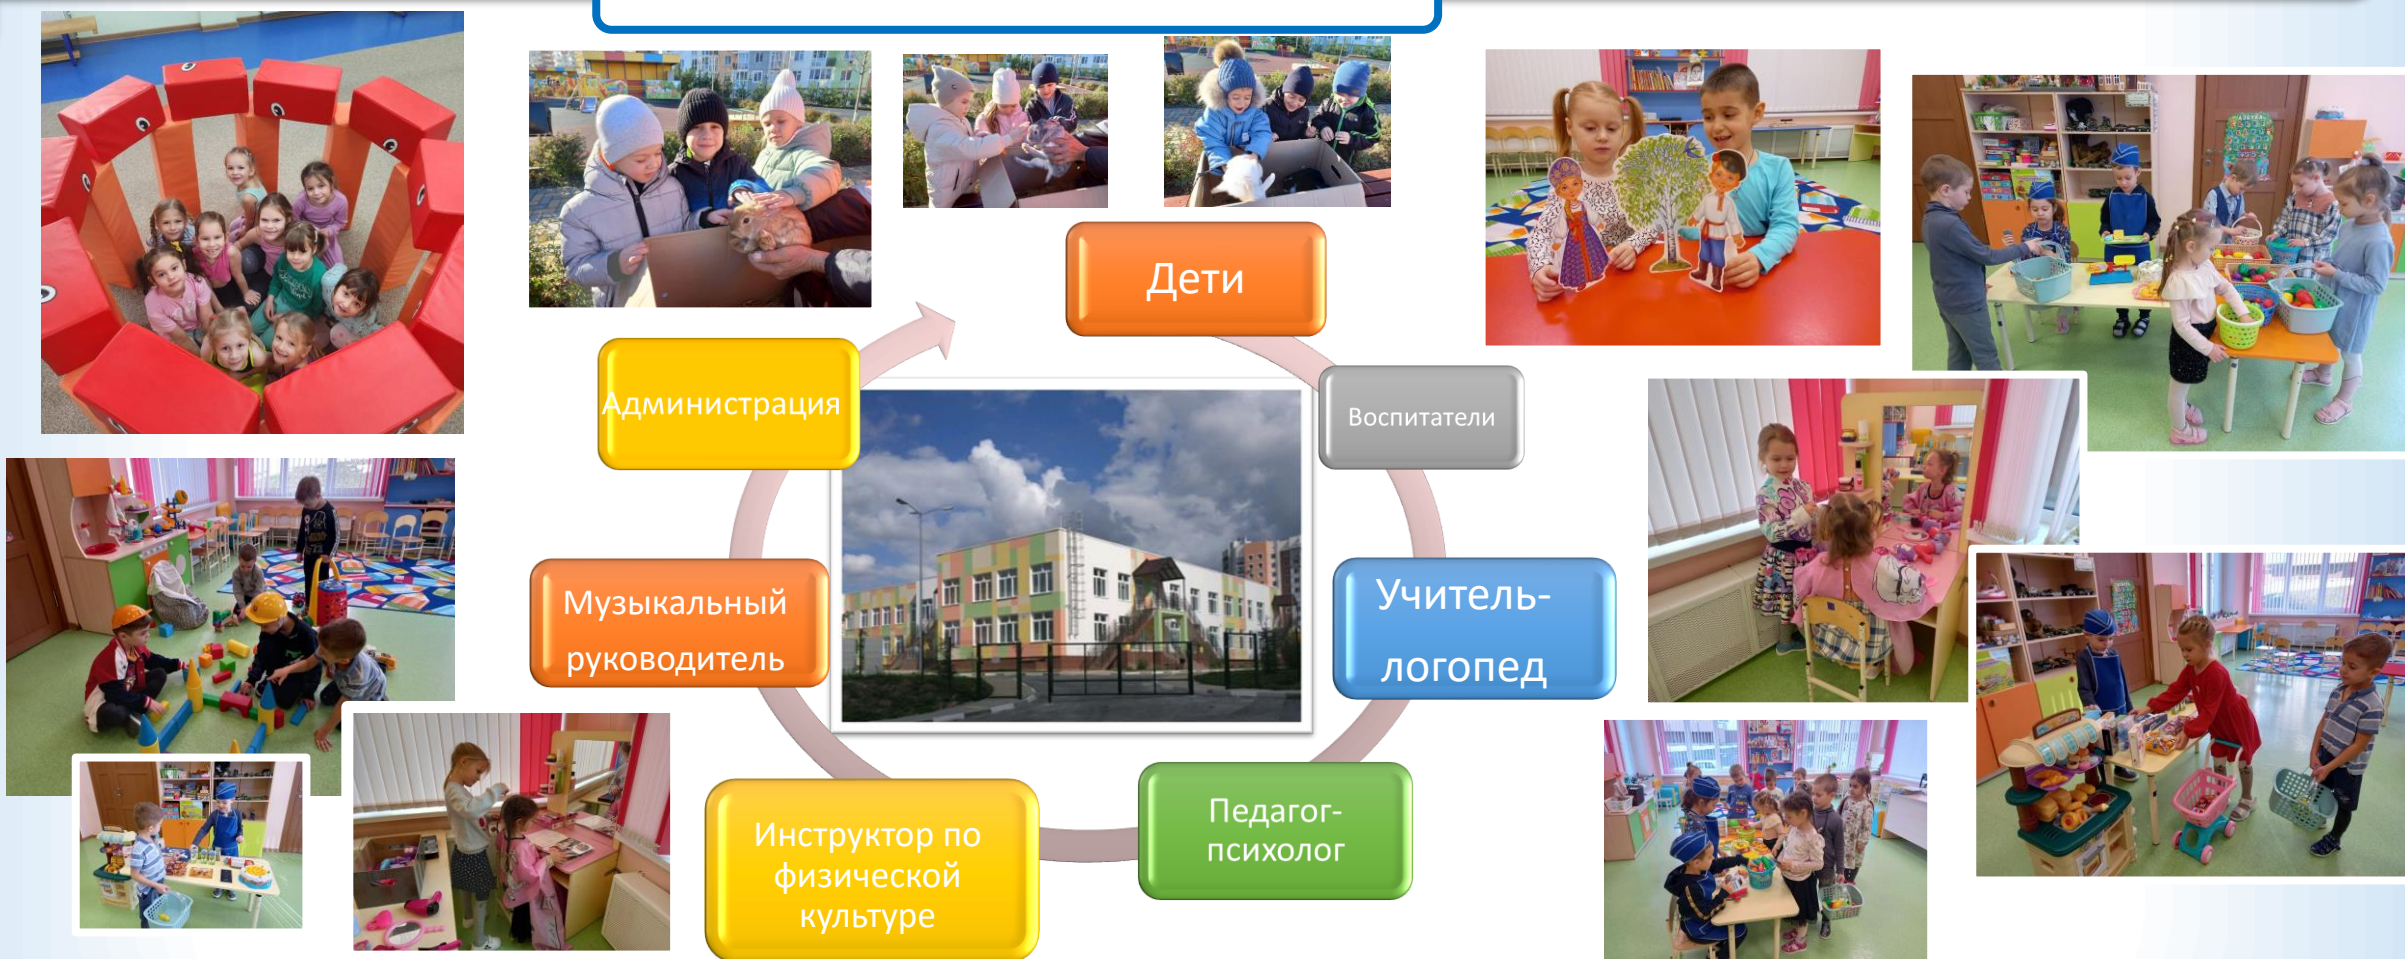 Дети
Воспитатели
Учитель-
логопед
Педагог-
психолог
Инструктор по
физической
культуре
Музыкальный
руководитель
Администрация